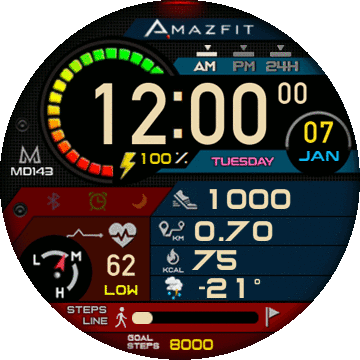 AMAZFIT
AM PM 24H
12:00 00
100%
07
JAN
TUESDAY
MD143
1000
KM 0.70
KCAL 75
-21°
62
LOW
L M H
STEPS
LINE
GOAL
STEPS 8000